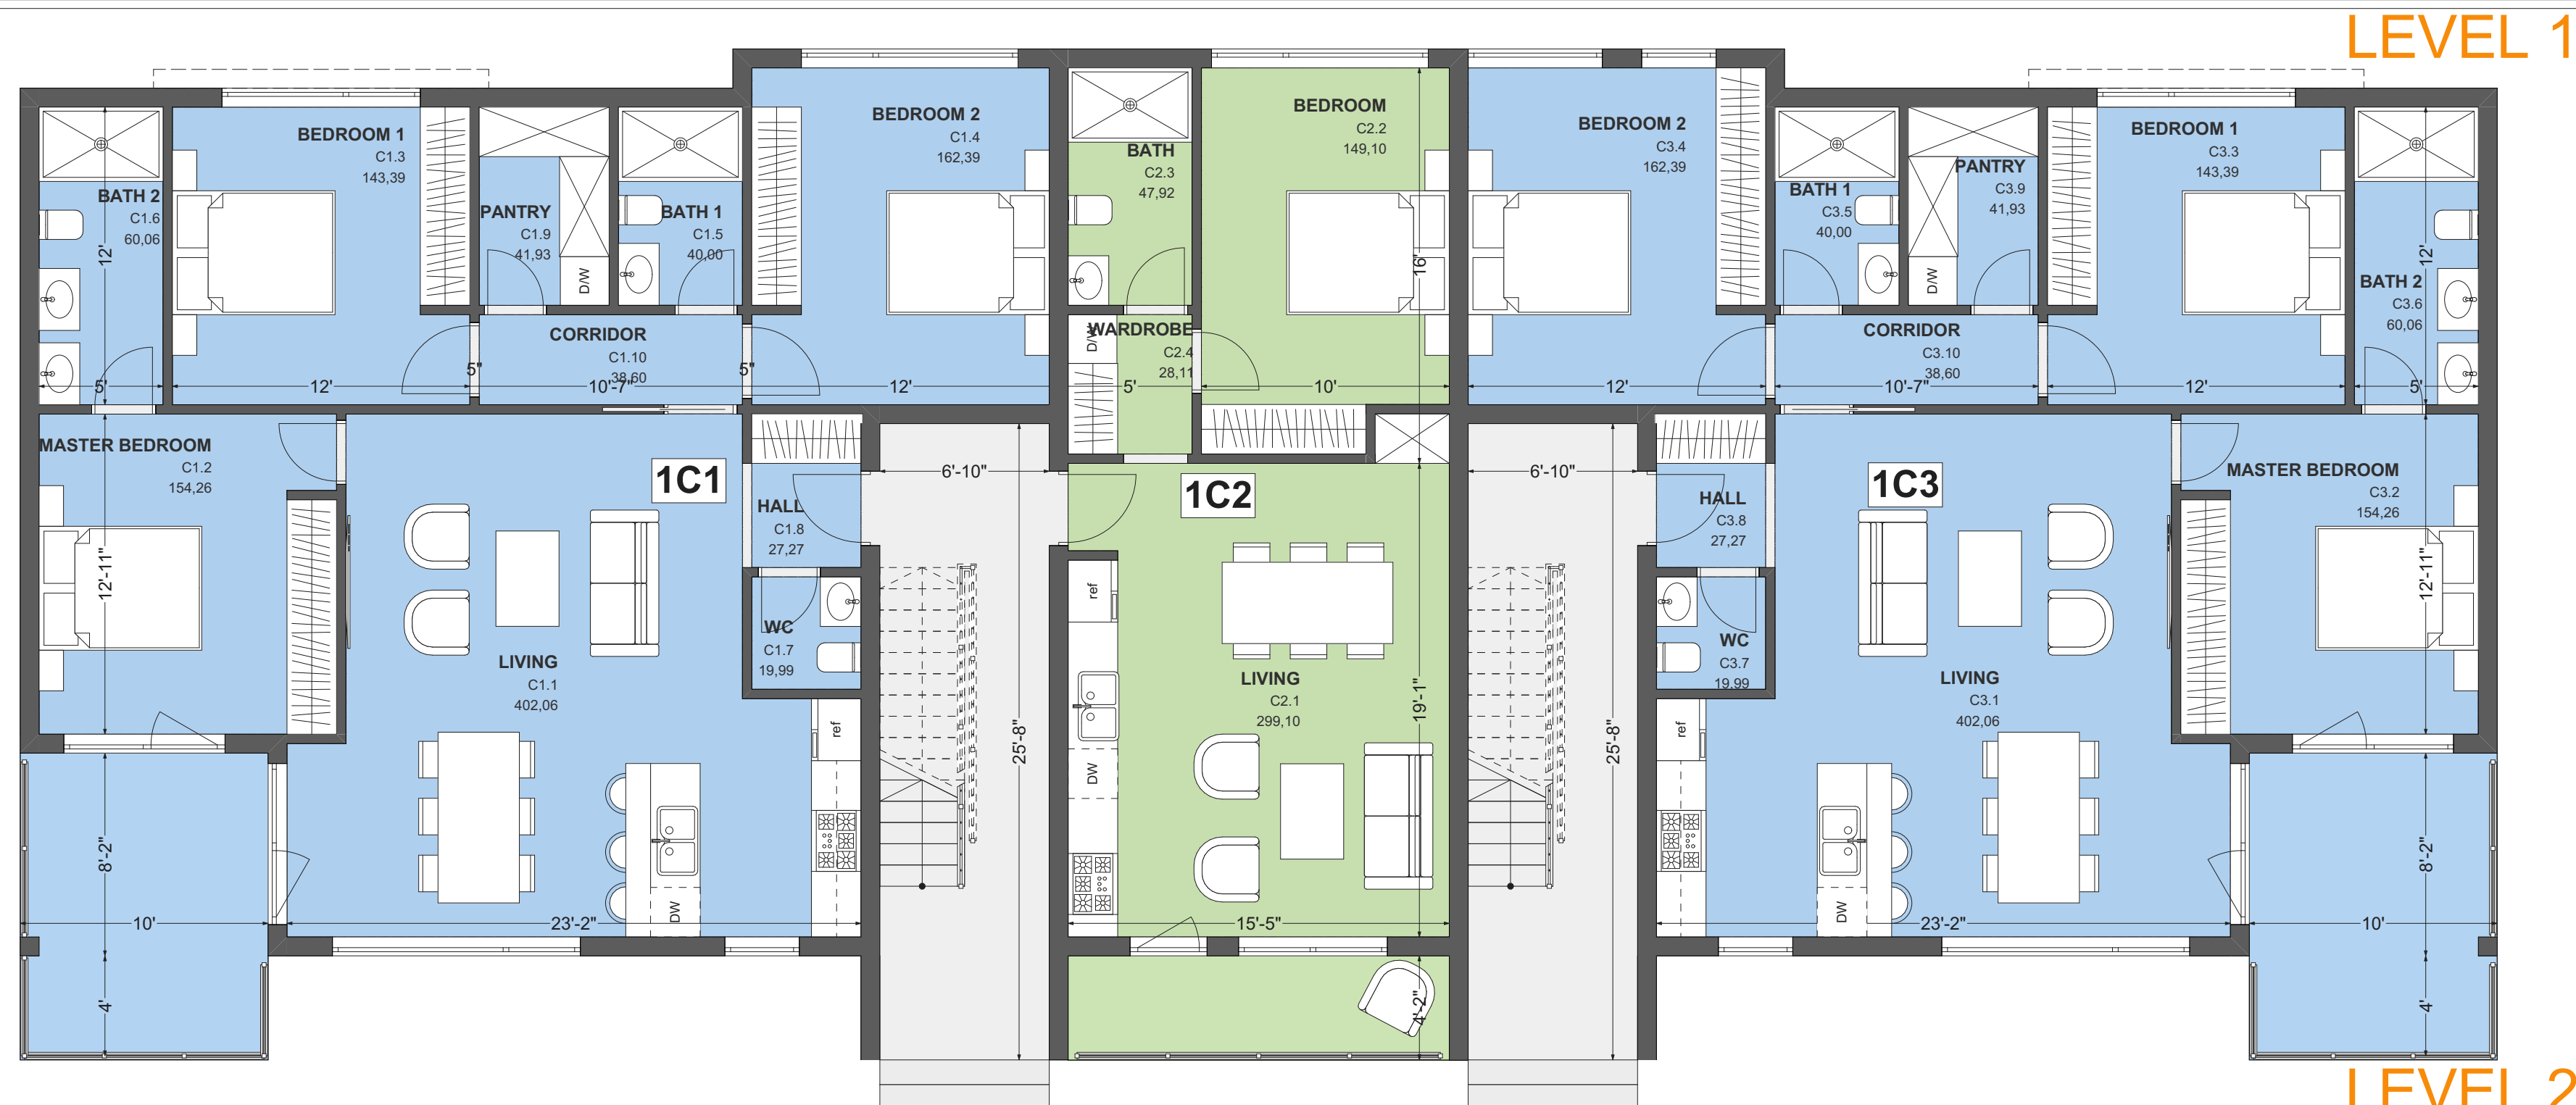 LEVEL 1
BATH 2
C1.6
60,06
12'
5'
BEDROOM 1
C1.3
143,39
12'
5"
PANTRY
C1.9
41,93
D/W
BATH 1
C1.5
40,00
CORRIDOR
C1.10
38,60
10'-7"
5"
BEDROOM 2
C1.4
162,39
12'
BATH
C2.3
47,92
WARDROBE
C2.4
28,11
D/W
5'
BEDROOM
C2.2
149,10
16'
10'
BEDROOM 2
C3.4
162,39
12'
BATH 1
C3.5
40,00
PANTRY
C3.9
41,93
D/W
CORRIDOR
C3.10
38,60
10'-7"
BEDROOM 1
C3.3
143,39
12'
BATH 2
C3.6
60,06
12'
5'
MASTER BEDROOM
C1.2
154,26
12'-11"
1C1
HALL
C1.8
27,27
WC
C1.7
19,99
LIVING
C1.1
402,06
ref
DW
23'-2"
8'-2"
10'
4'
6'-10"
25'-8"
1C2
ref
DW
LIVING
C2.1
299,10
19'-1"
15'-5"
4'-2"
6'-10"
25'-8"
HALL
C3.8
27,27
WC
C3.7
19,99
1C3
LIVING
C3.1
402,06
ref
DW
23'-2"
MASTER BEDROOM
C3.2
154,26
12'-11"
8'-2"
10'
4'
LEVEL 2